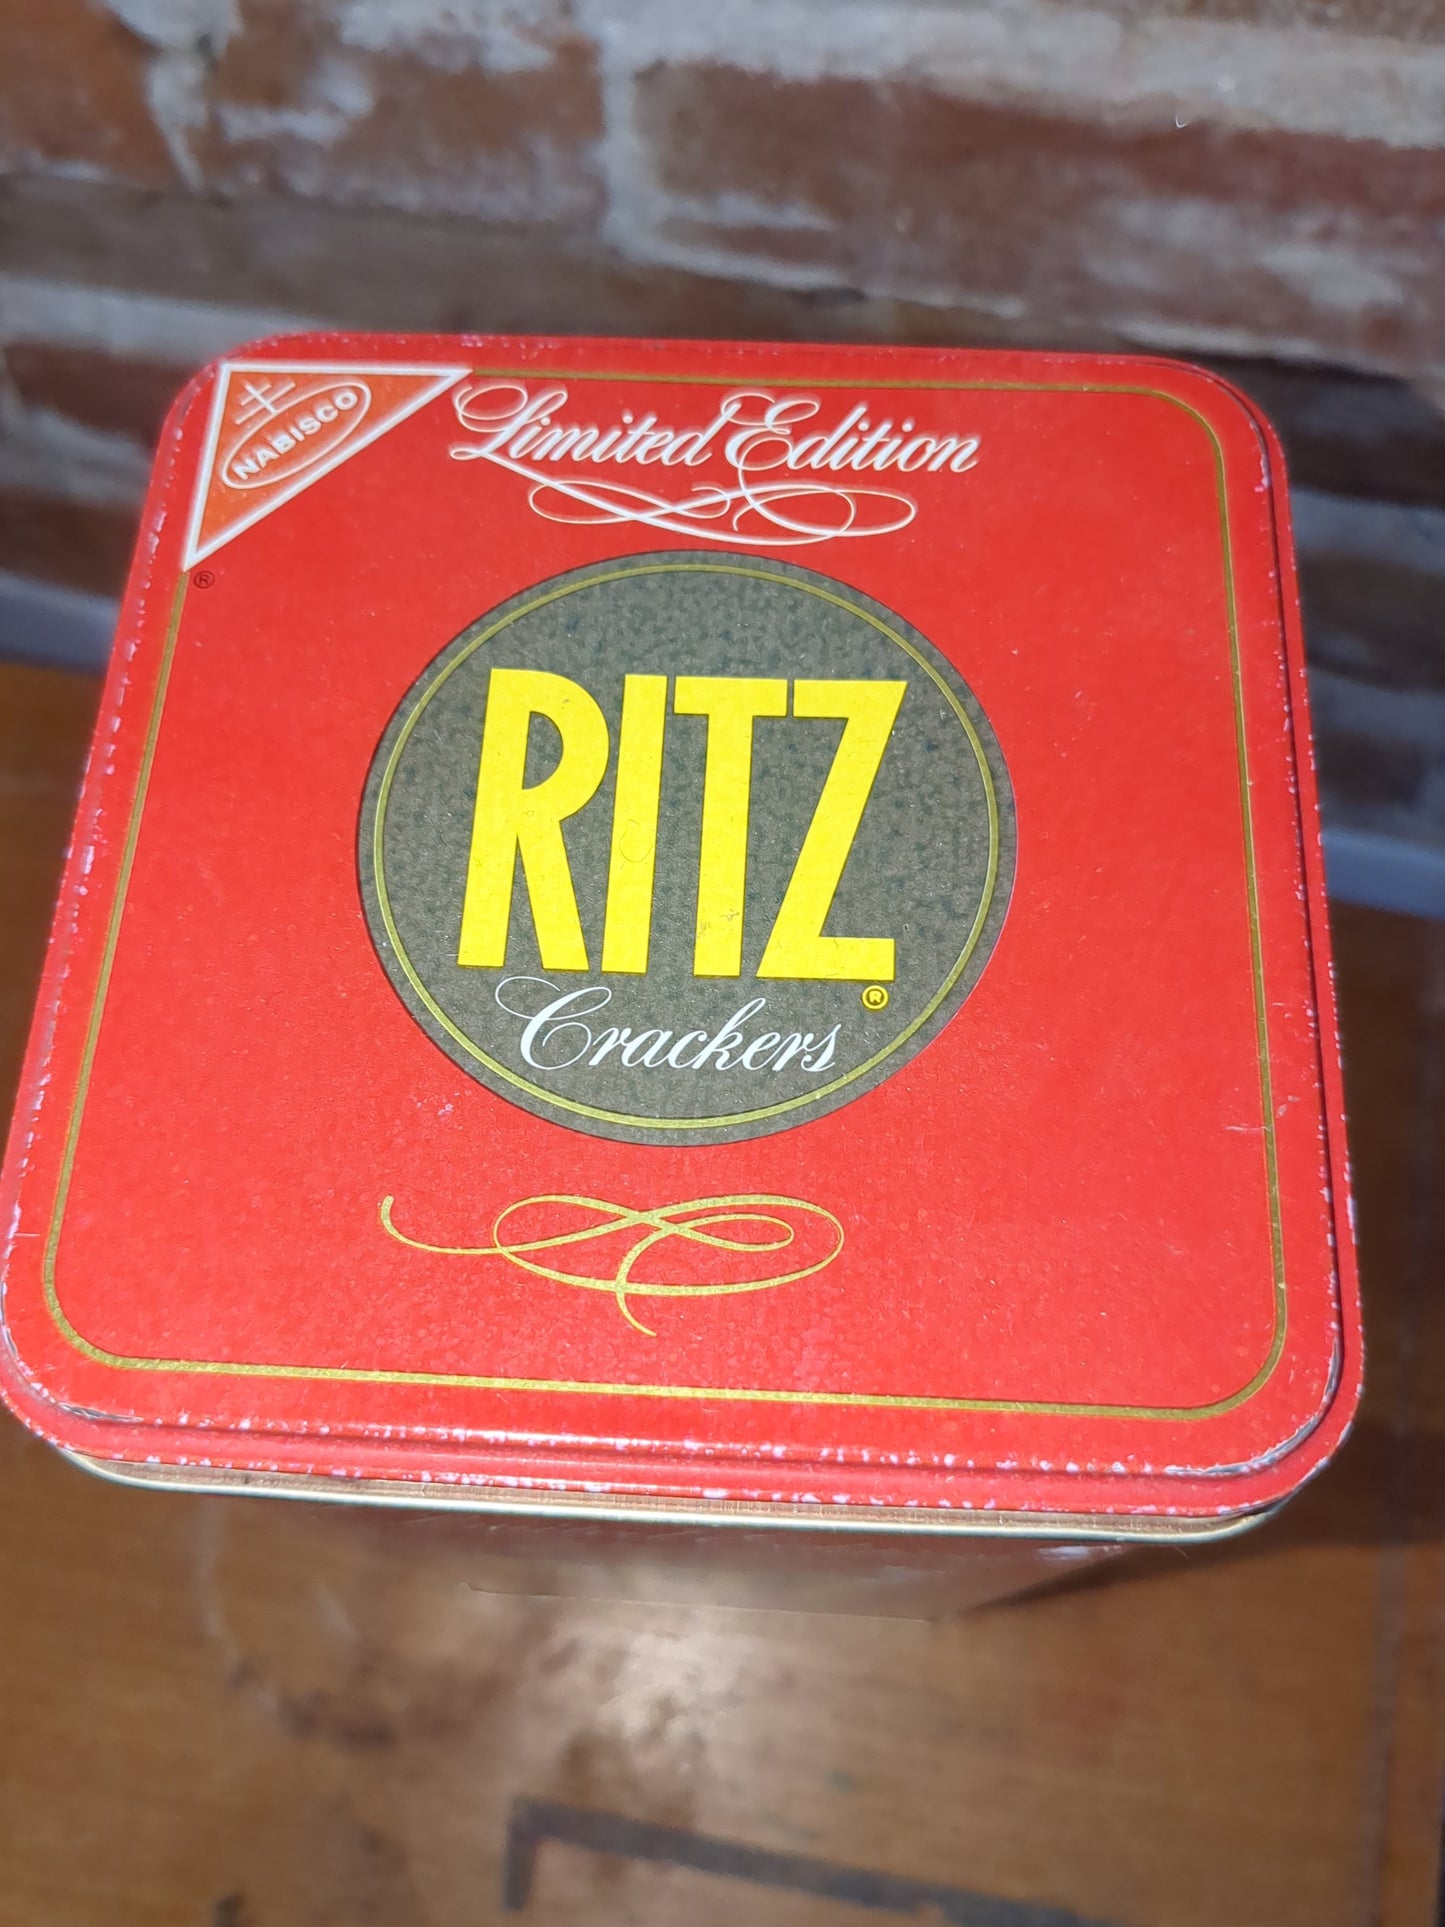 NABISCO
®
Limited Edition
RITZ
®
Crackers